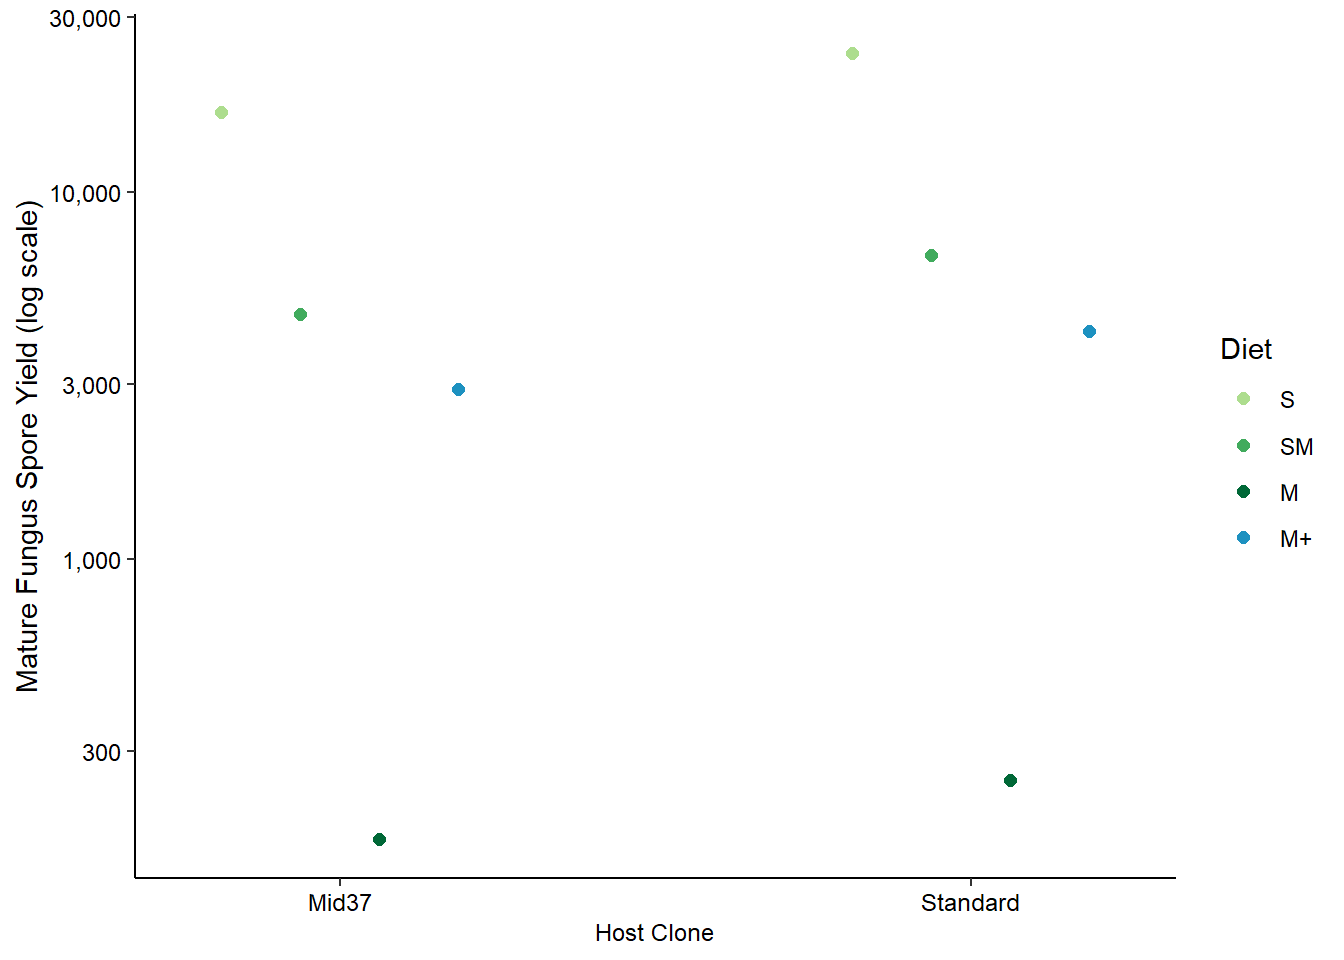 30,000
10,000
3,000
1,000
300
Mature Fungus Spore Yield (log scale)
Mid37
Standard
Host Clone
Diet
S
SM
M
M+